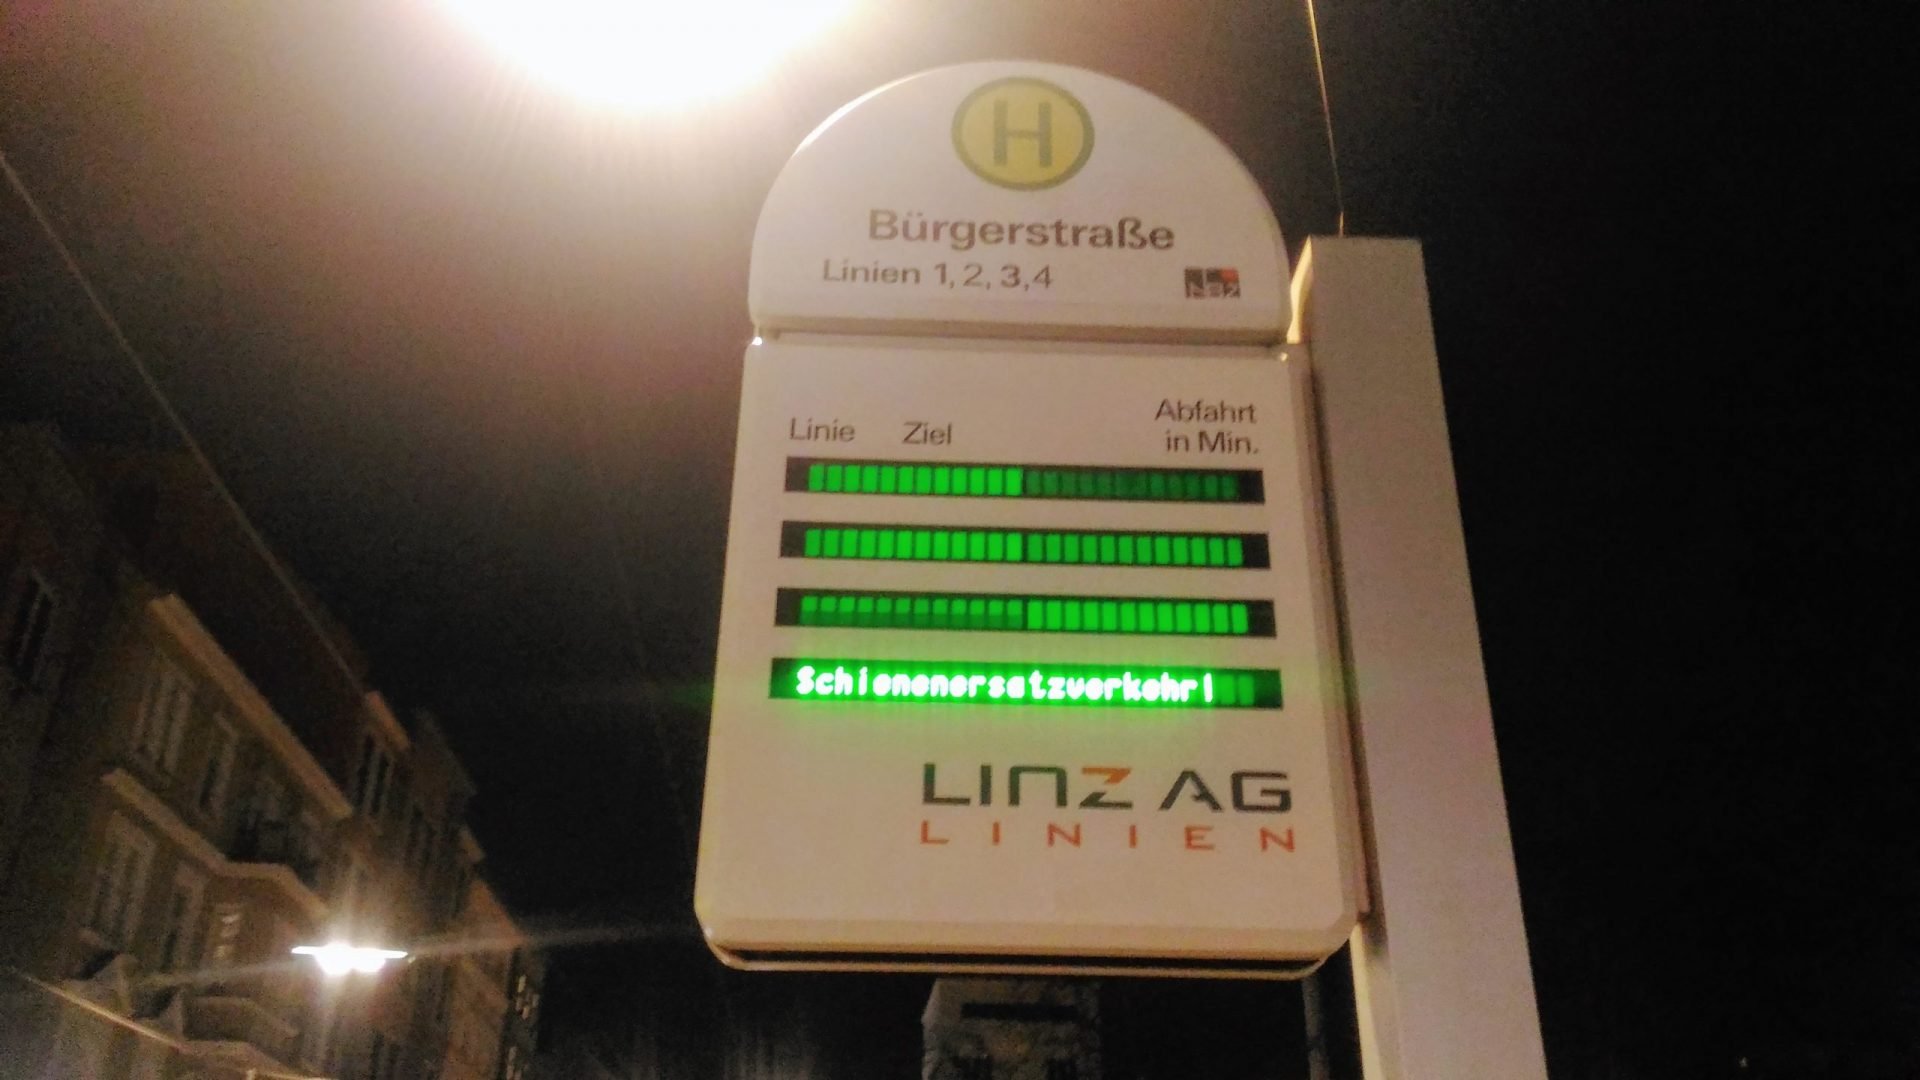 H
Bürgerstraße
Linien 1, 2, 3, 4
Linie Ziel Abfahrt
in Min.
Schienenersatzverkehr!
LINZ AG
LINIEN